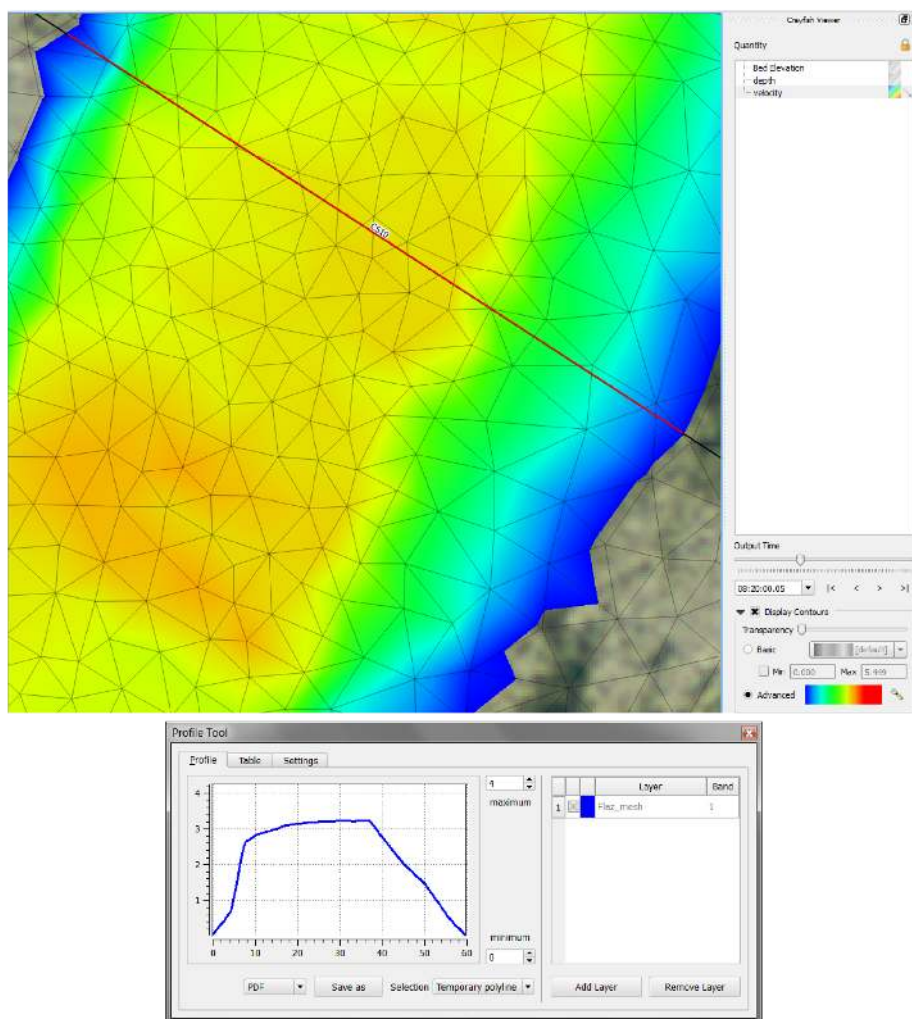 Crayfish Viewer
Quantity
Bed Elevation
depth
velocity
CS10
Output Time
08:20:00.05
|< < > >|
Display Contours
Transparency
Basic [default]
Min 0.000 Max 5.999
Advanced
Profile Tool
Profile Table Settings
4
maximum
Layer Band
1 Flaz_mesh 1
4
3
2
1
0 10 20 30 40 50 60
minimum
0
PDF Save as Selection Temporary polyline Add Layer Remove Layer